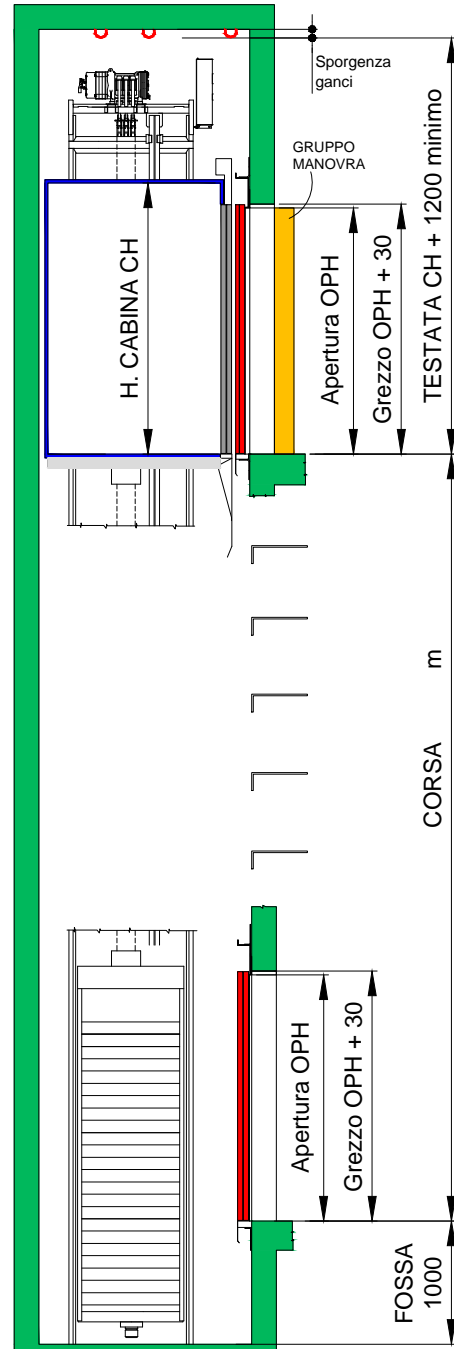 Sporgenza
ganci
GRUPPO
MANOVRA
H. CABINA CH
Apertura OPH
Grezzo OPH + 30
TESTATA CH + 1200 minimo
CORSA m
Apertura OPH
Grezzo OPH + 30
FOSSA
1000